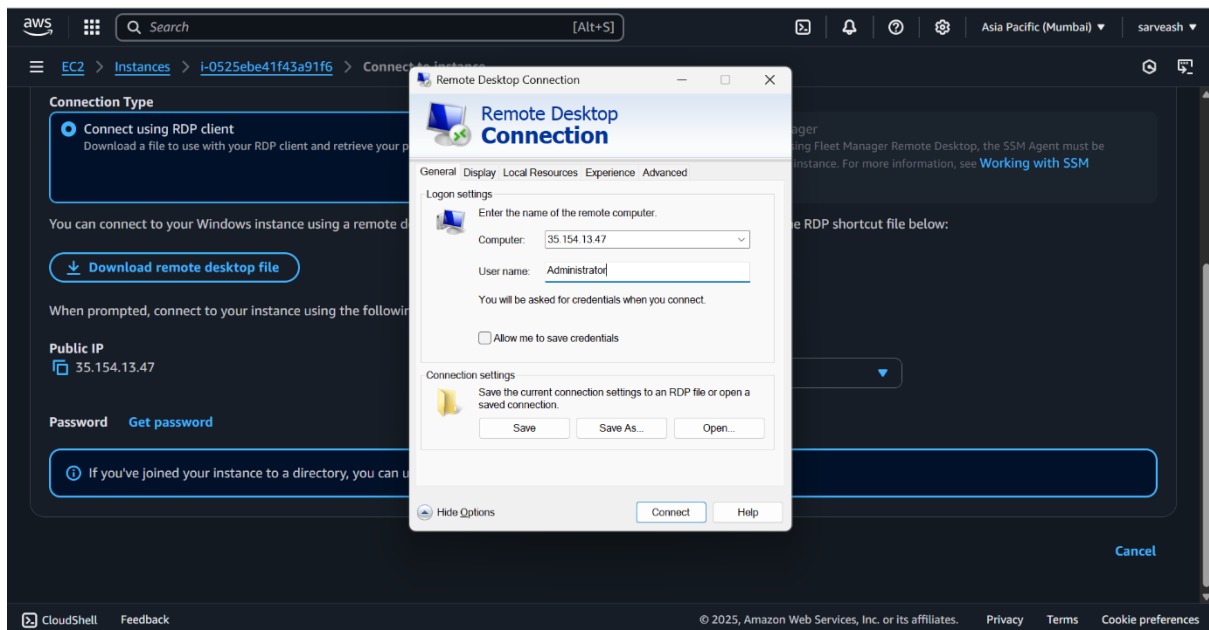 aws
Search
[Alt+S]
Asia Pacific (Mumbai)
sarveash
EC2 > Instances > i-0525ebe41f43a91f6 > Connect to instance
Connection Type
Connect using RDP client
Download a file to use with your RDP client and retrieve your p
ager
ing Fleet Manager Remote Desktop, the SSM Agent must be
instance. For more information, see Working with SSM
You can connect to your Windows instance using a remote d
e RDP shortcut file below:
Download remote desktop file
When prompted, connect to your instance using the followin
Public IP
35.154.13.47
Password Get password
If you've joined your instance to a directory, you can u
Cancel
Remote Desktop Connection
Remote Desktop
Connection
General Display Local Resources Experience Advanced
Logon settings
Enter the name of the remote computer.
Computer: 35.154.13.47
User name: Administrator
You will be asked for credentials when you connect.
Allow me to save credentials
Connection settings
Save the current connection settings to an RDP file or open a
saved connection.
Save Save As... Open...
Hide Options Connect Help
CloudShell Feedback © 2025, Amazon Web Services, Inc. or its affiliates. Privacy Terms Cookie preferences